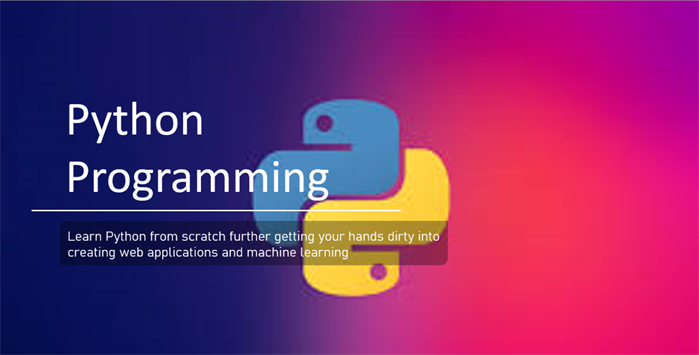 Python
Programming
Learn Python from scratch further getting your hands dirty into
creating web applications and machine learning